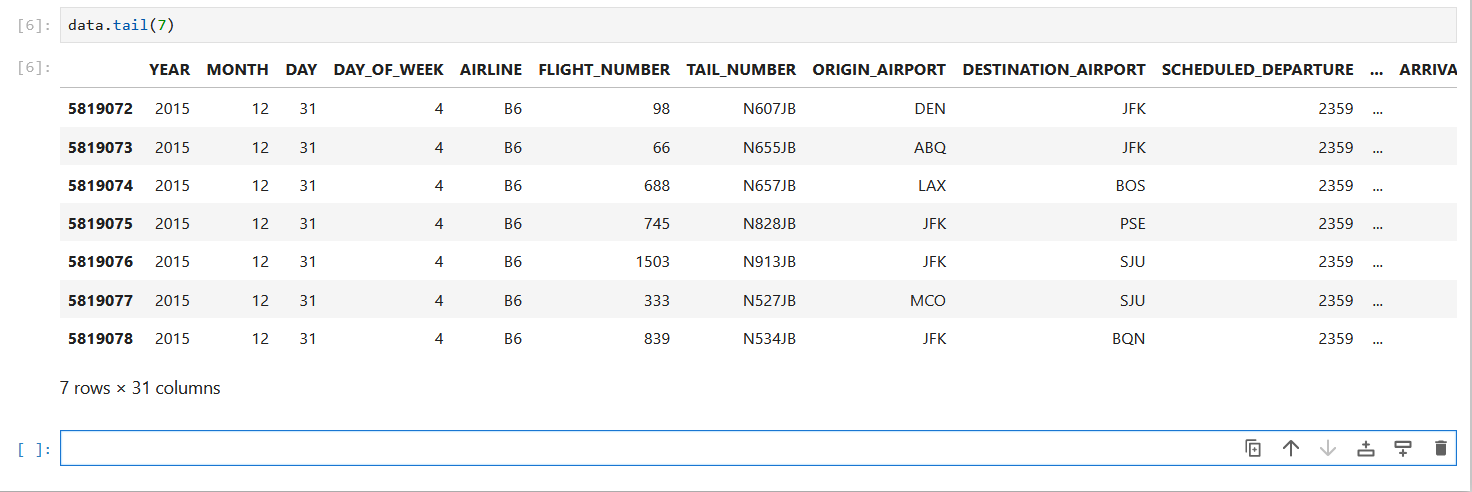 [6]: data.tail(7)
[6]: YEAR MONTH DAY DAY_OF_WEEK AIRLINE FLIGHT_NUMBER TAIL_NUMBER ORIGIN_AIRPORT DESTINATION_AIRPORT SCHEDULED_DEPARTURE ... ARRIVA
5819072 2015 12 31 4 B6 98 N607JB DEN JFK 2359 ...
5819073 2015 12 31 4 B6 66 N655JB ABQ JFK 2359 ...
5819074 2015 12 31 4 B6 688 N657JB LAX BOS 2359 ...
5819075 2015 12 31 4 B6 745 N828JB JFK PSE 2359 ...
5819076 2015 12 31 4 B6 1503 N913JB JFK SJU 2359 ...
5819077 2015 12 31 4 B6 333 N527JB MCO SJU 2359 ...
5819078 2015 12 31 4 B6 839 N534JB JFK BQN 2359 ...
7 rows × 31 columns
[ ]: